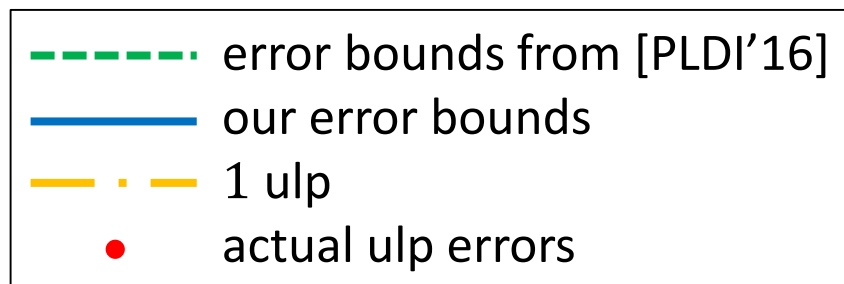 error bounds from [PLDI’16]
our error bounds
1 ulp
actual ulp errors